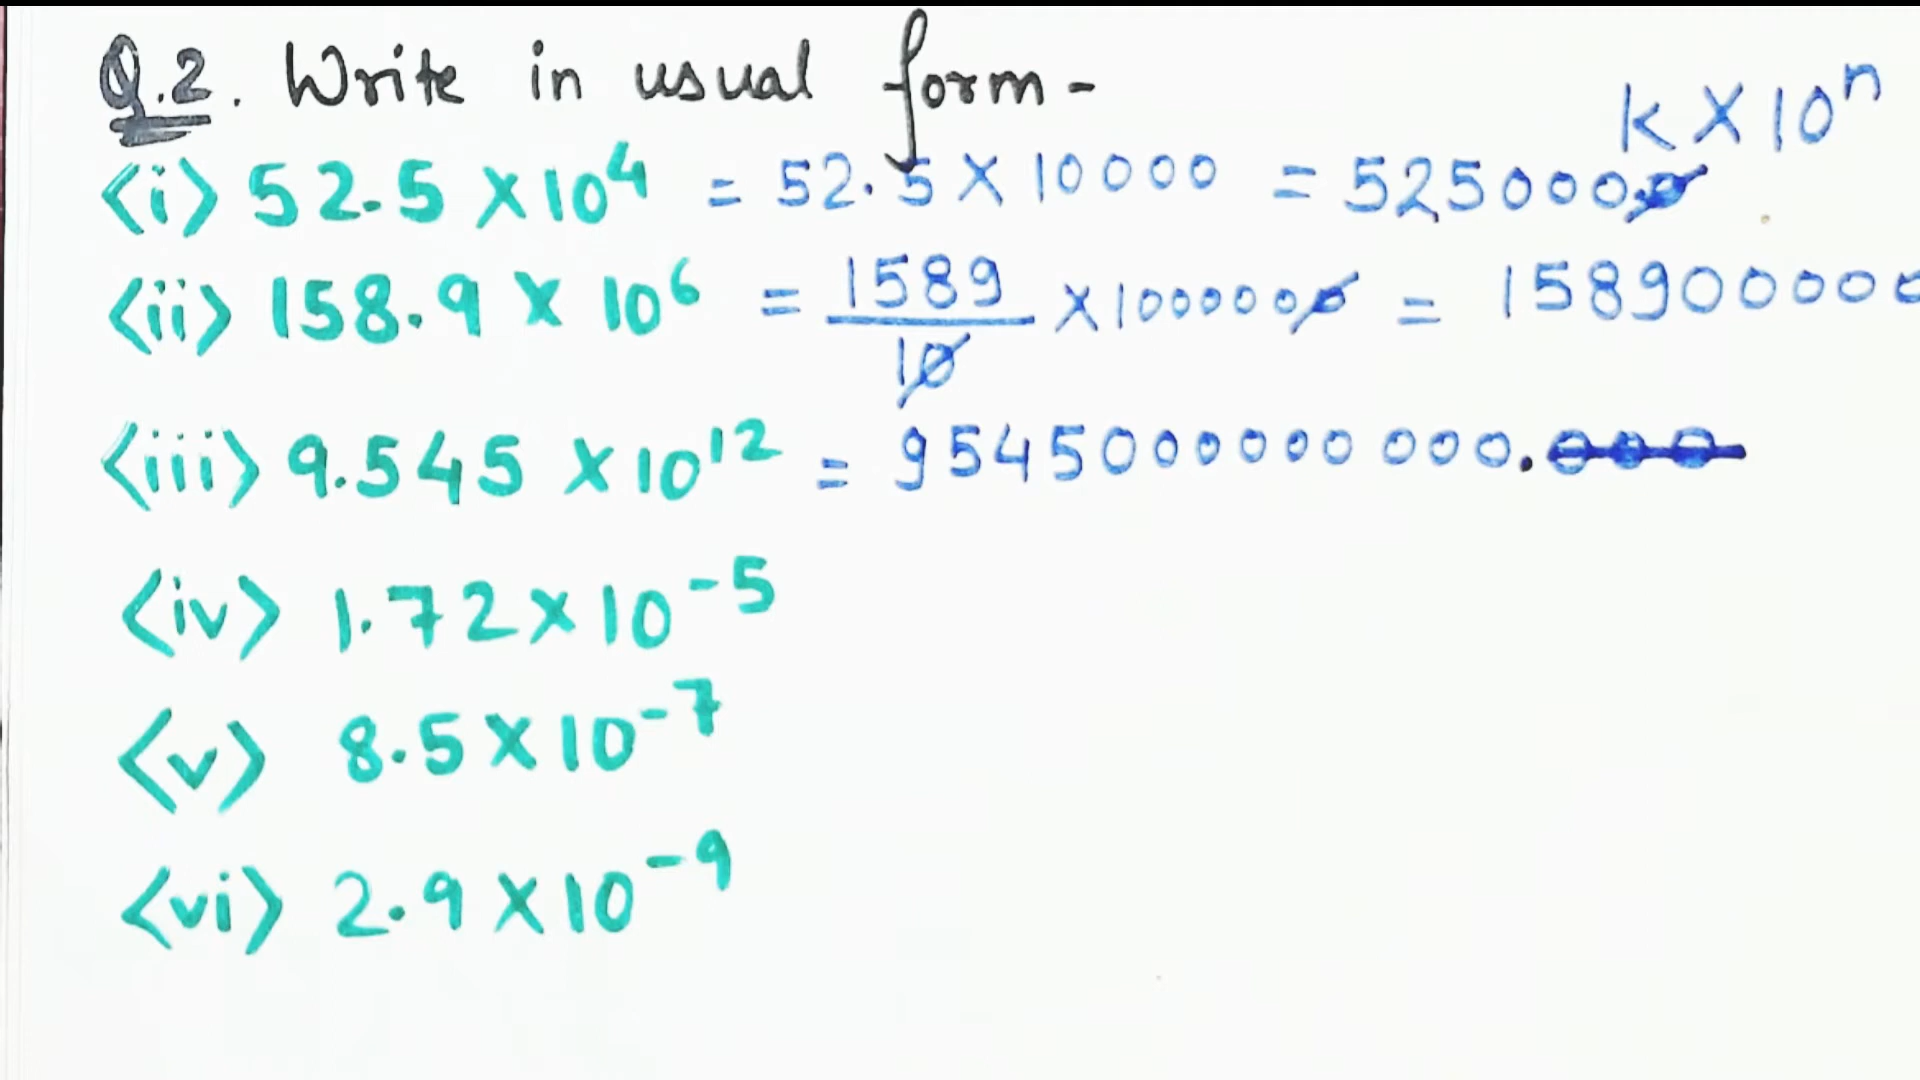 Q.2. Write in usual form-
k×10ⁿ
(i) 52.5 ×10⁴ = 52.5 × 10000 = 525000
(ii) 158.9 × 10⁶ = 1589/10 ×1000000 = 158900000
(iii) 9.545 ×10¹² = 9545000000000.000
(iv) 1.72×10⁻⁵
(v) 8.5×10⁻⁷
(vi) 2.9×10⁻⁹